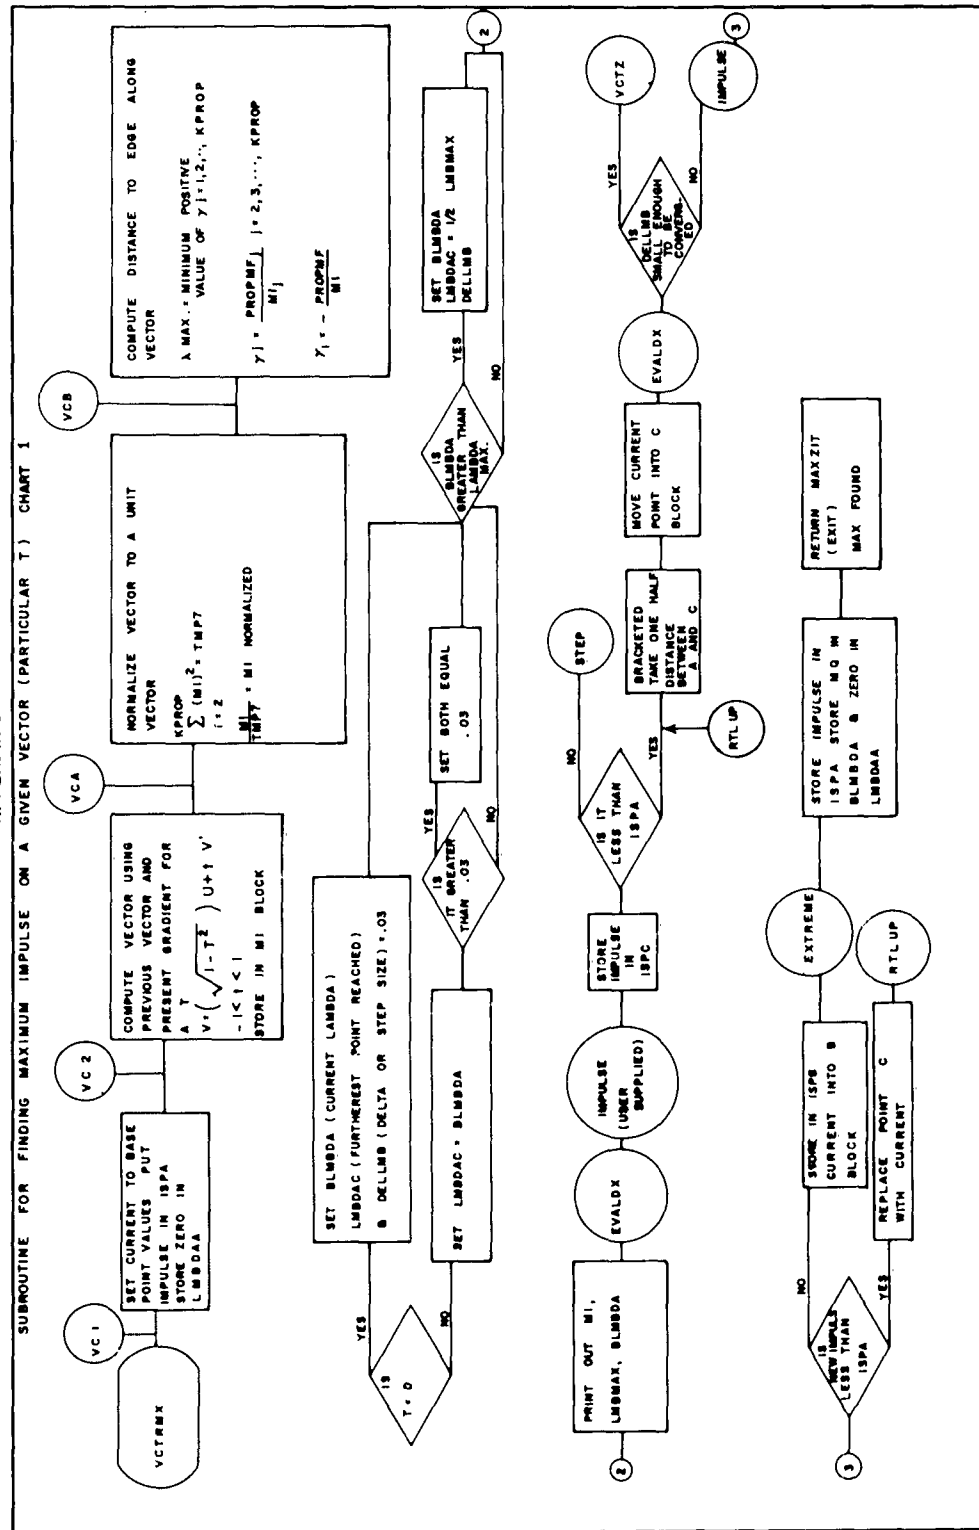 SUBROUTINE FOR FINDING MAXIMUM IMPULSE ON A GIVEN VECTOR (PARTICULAR T) CHART 1
VCTRMX
VC 1
SET CURRENT TO BASE
POINT VALUES PUT
IMPULSE IN ISPA
STORE ZERO IN
LMBDAA
VC 2
COMPUTE VECTOR USING
PREVIOUS VECTOR AND
PRESENT GRADIENT FOR
A T
V=(√1-T²) U+t V'
-1<t<1
STORE IN MI BLOCK
VCA
NORMALIZE VECTOR TO A UNIT
VECTOR
KPROP
∑ (MI)² = TMP7
i = 2
MI
TMP7 = MI NORMALIZED
VCB
COMPUTE DISTANCE TO EDGE ALONG
VECTOR
λ MAX. = MINIMUM POSITIVE
VALUE OF γ j=1,2,.., KPROP
γ j = PROPMF j j = 2,3,..., KPROP
MI j
γ i = - PROPMF
MI
IS
T=0
YES
NO
SET BLMBDA (CURRENT LAMBDA)
LMBDAC (FURTHEREST POINT REACHED)
& DELLMB (DELTA OR STEP SIZE)=.03
SET LMBDAC = BLMBDA
IS
IT GREATER
THAN .03
YES
NO
SET BOTH EQUAL
.03
IS
BLMBDA
GREATER THAN
LAMBDA
MAX.
YES
NO
SET BLMBDA
LMBDAC = 1/2 LMBMAX
DELLMB
2
2
PRINT OUT MI,
LMBMAX, BLMBDA
EVALDX
IMPULSE
(USER
SUPPLIED)
STORE
IMPULSE
IN
ISPC
IS IT
LESS THAN
ISPA
NO
YES
STEP
RTL UP
BRACKETED
TAKE ONE HALF
DISTANCE
BETWEEN
A AND C
MOVE CURRENT
POINT INTO C
BLOCK
EVALDX
IS
DELLMB
SMALL ENOUGH
TO BE
CONVERG-
ED
YES
NO
VCTZ
IMPULSE
3
3
IS
NEW IMPULS
LESS THAN
ISPA
NO
YES
STORE IN ISPB
CURRENT INTO B
BLOCK
REPLACE POINT C
WITH CURRENT
EXTREME
RTL UP
STORE IMPULSE IN
ISPA STORE MQ IN
BLMBDA & ZERO IN
LMBDAA
RETURN MAXZIT
(EXIT)
MAX FOUND